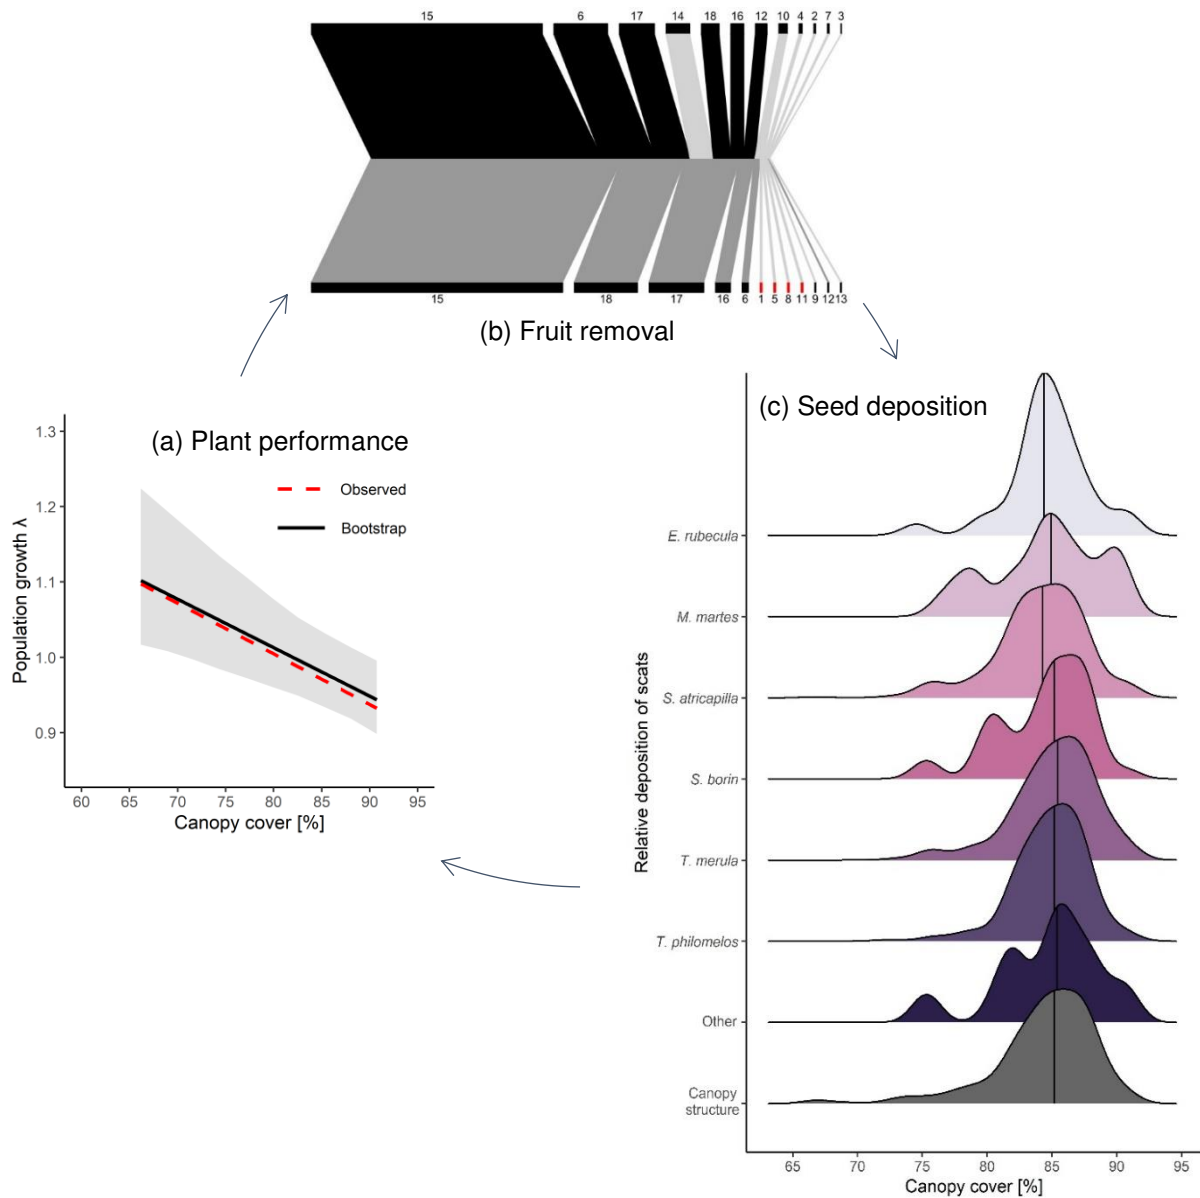 15 6 17 14 18 16 12 10 4 2 7 3
15 18 17 16 6 1 5 8 11 9 12 13
(b) Fruit removal
(a) Plant performance
Observed
Bootstrap
Population growth λ
1.3
1.2
1.1
1.0
0.9
60 65 70 75 80 85 90 95
Canopy cover [%]
(c) Seed deposition
Relative deposition of scats
E. rubecula
M. martes
S. atricapilla
S. borin
T. merula
T. philomelos
Other
Canopy
structure
65 70 75 80 85 90 95
Canopy cover [%]